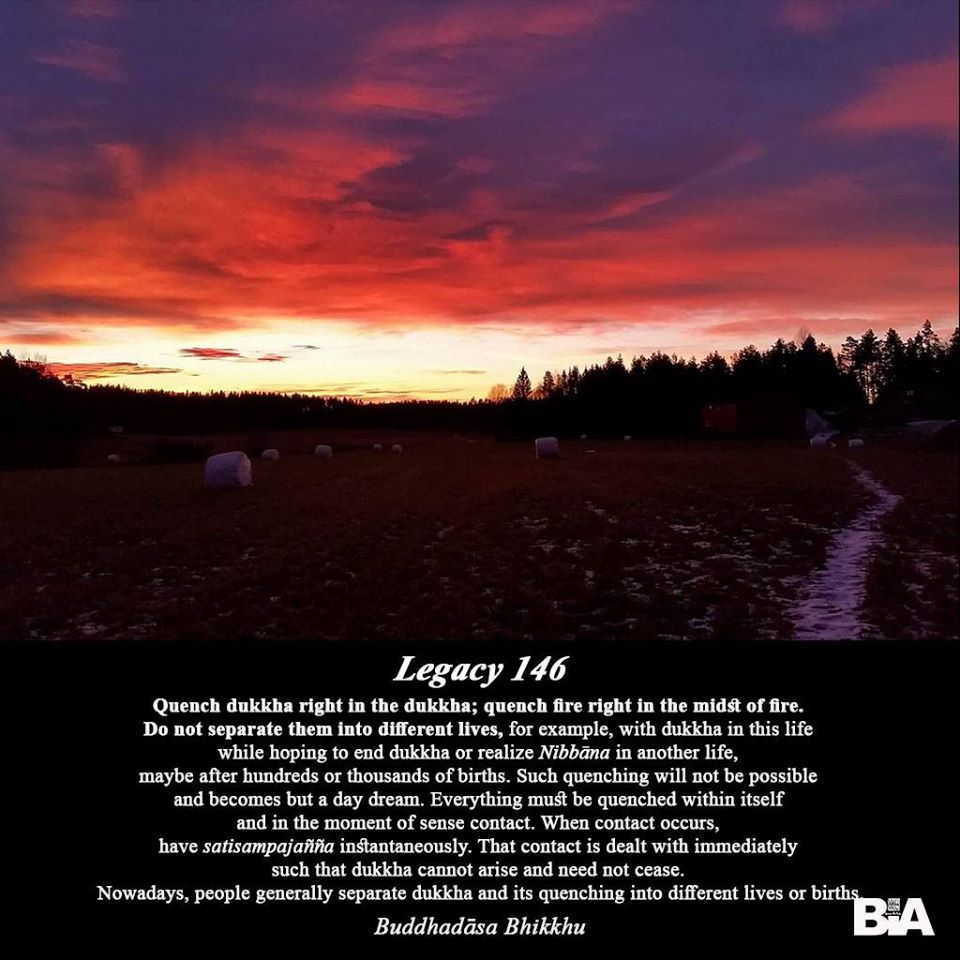 Legacy 146
Quench dukkha right in the dukkha; quench fire right in the midst of fire.
Do not separate them into different lives, for example, with dukkha in this life
while hoping to end dukkha or realize Nibbāna in another life,
maybe after hundreds or thousands of births. Such quenching will not be possible
and becomes but a day dream. Everything must be quenched within itself
and in the moment of sense contact. When contact occurs,
have satisampajañña instantaneously. That contact is dealt with immediately
such that dukkha cannot arise and need not cease.
Nowadays, people generally separate dukkha and its quenching into different lives or births.
Buddhadāsa Bhikkhu
BIA